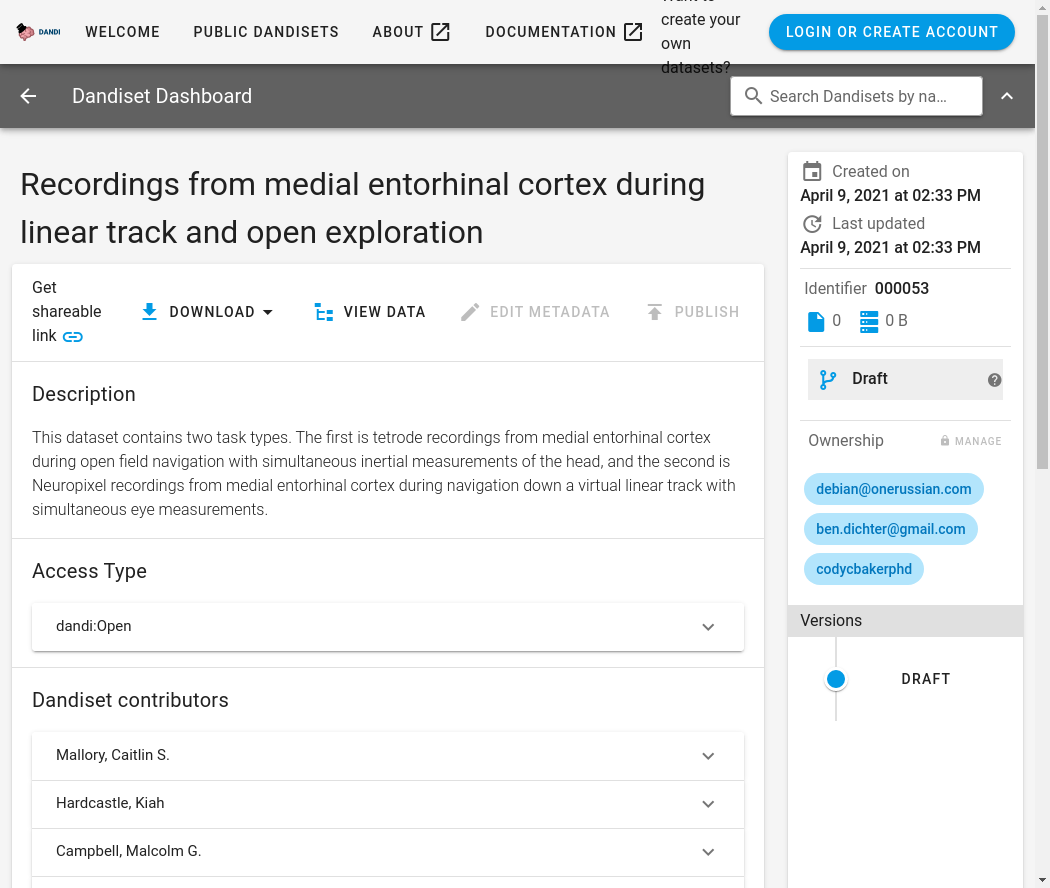 DANDI
WELCOME
PUBLIC DANDISETS
ABOUT
DOCUMENTATION
create your
own
datasets?
LOGIN OR CREATE ACCOUNT
Dandiset Dashboard
Search Dandisets by na...
Recordings from medial entorhinal cortex during
linear track and open exploration
Get
shareable
link
DOWNLOAD
VIEW DATA
EDIT METADATA
PUBLISH
Description
This dataset contains two task types. The first is tetrode recordings from medial entorhinal cortex
during open field navigation with simultaneous inertial measurements of the head, and the second is
Neuropixel recordings from medial entorhinal cortex during navigation down a virtual linear track with
simultaneous eye measurements.
Access Type
dandi:Open
Dandiset contributors
Mallory, Caitlin S.
Hardcastle, Kiah
Campbell, Malcolm G.
Created on
April 9, 2021 at 02:33 PM
Last updated
April 9, 2021 at 02:33 PM
Identifier 000053
0
0 B
Draft
Ownership
MANAGE
debian@onerussian.com
ben.dichter@gmail.com
codycbakerphd
Versions
DRAFT